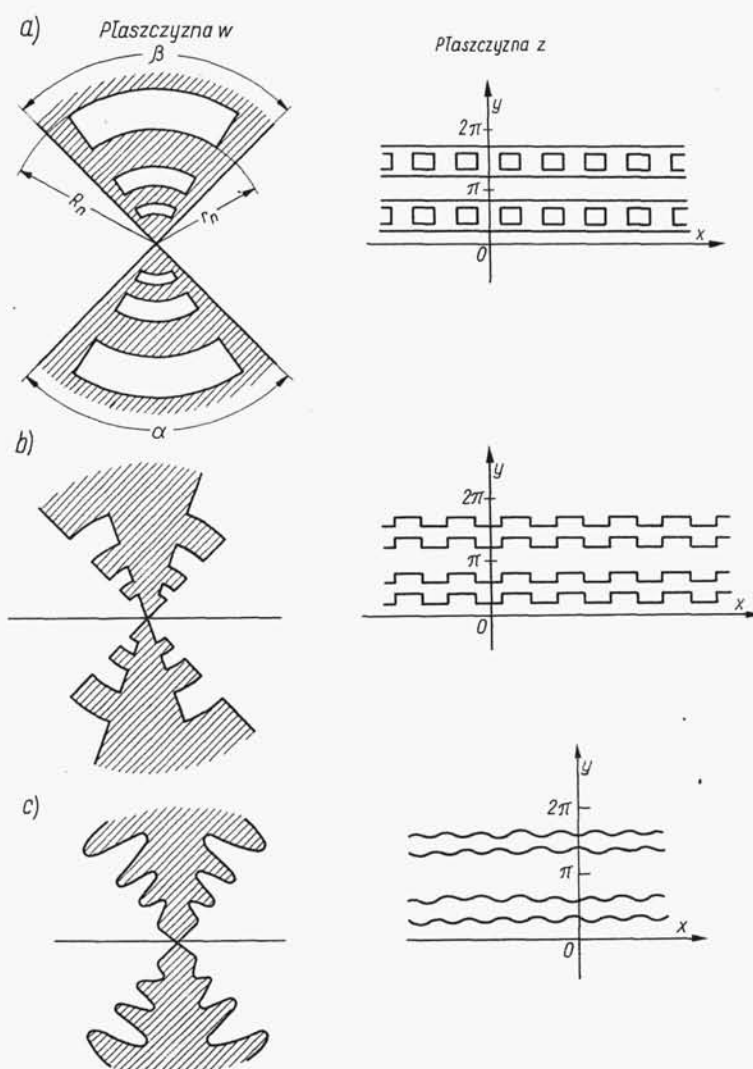 a)
Płaszczyzna w
β
R_n
r_n
α
Płaszczyzna z
y
2π
π
x
0
b)
y
2π
π
x
0
c)
y
2π
π
x
0